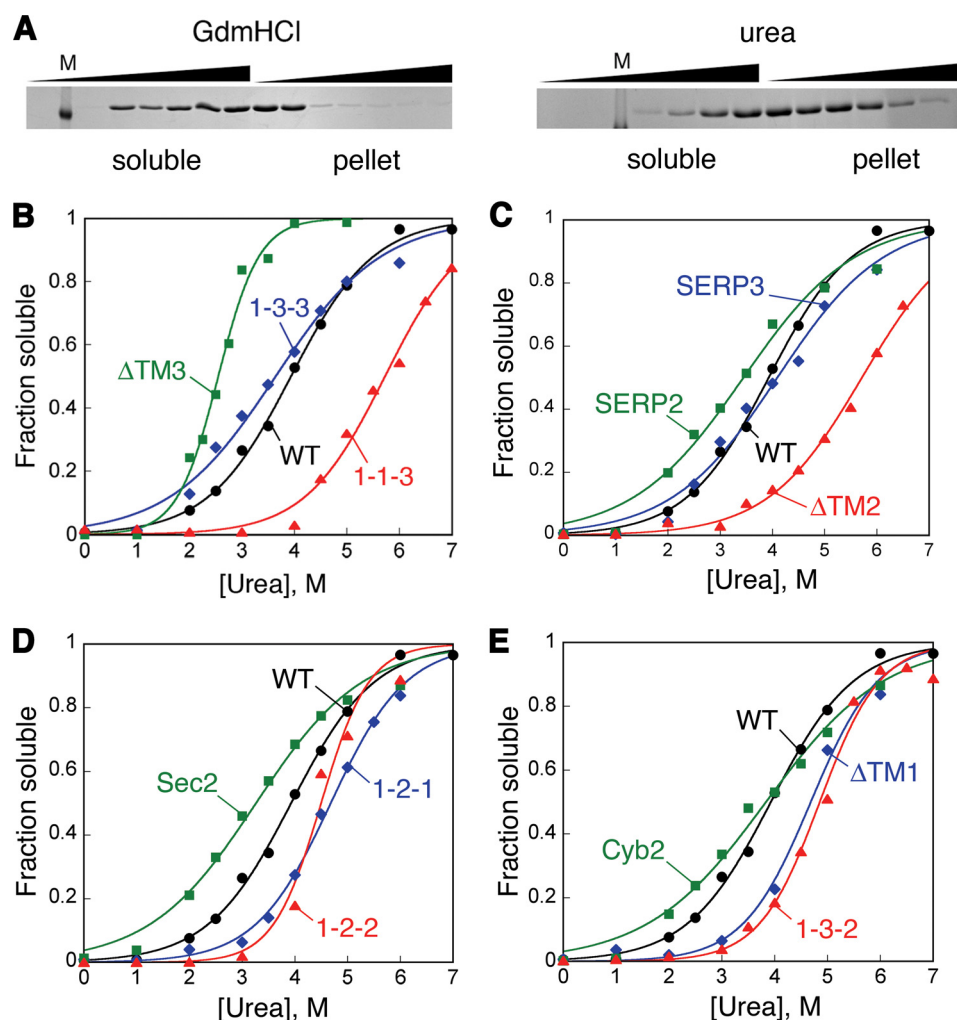 A
GdmHCl
urea
M
M
soluble
pellet
soluble
pellet
B
Fraction soluble
1
0.8
0.6
0.4
0.2
0
0 1 2 3 4 5 6 7
[Urea], M
1-3-3
ΔTM3
WT
1-1-3
C
Fraction soluble
1
0.8
0.6
0.4
0.2
0
0 1 2 3 4 5 6 7
[Urea], M
SERP3
SERP2
WT
ΔTM2
D
Fraction soluble
1
0.8
0.6
0.4
0.2
0
0 1 2 3 4 5 6 7
[Urea], M
WT
Sec2
1-2-1
1-2-2
E
Fraction soluble
1
0.8
0.6
0.4
0.2
0
0 1 2 3 4 5 6 7
[Urea], M
WT
ΔTM1
Cyb2
1-3-2